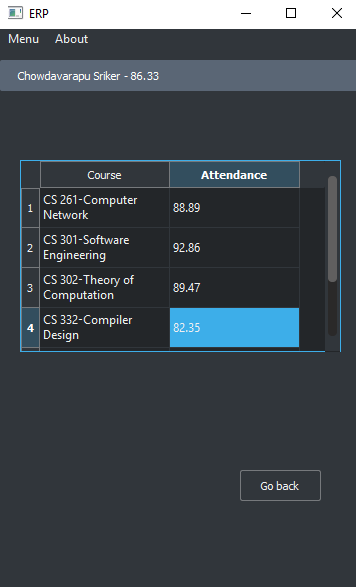 ERP
Menu About
Chowdavarapu Sriker - 86.33
Course Attendance
1 CS 261-Computer Network 88.89
2 CS 301-Software Engineering 92.86
3 CS 302-Theory of Computation 89.47
4 CS 332-Compiler Design 82.35
Go back